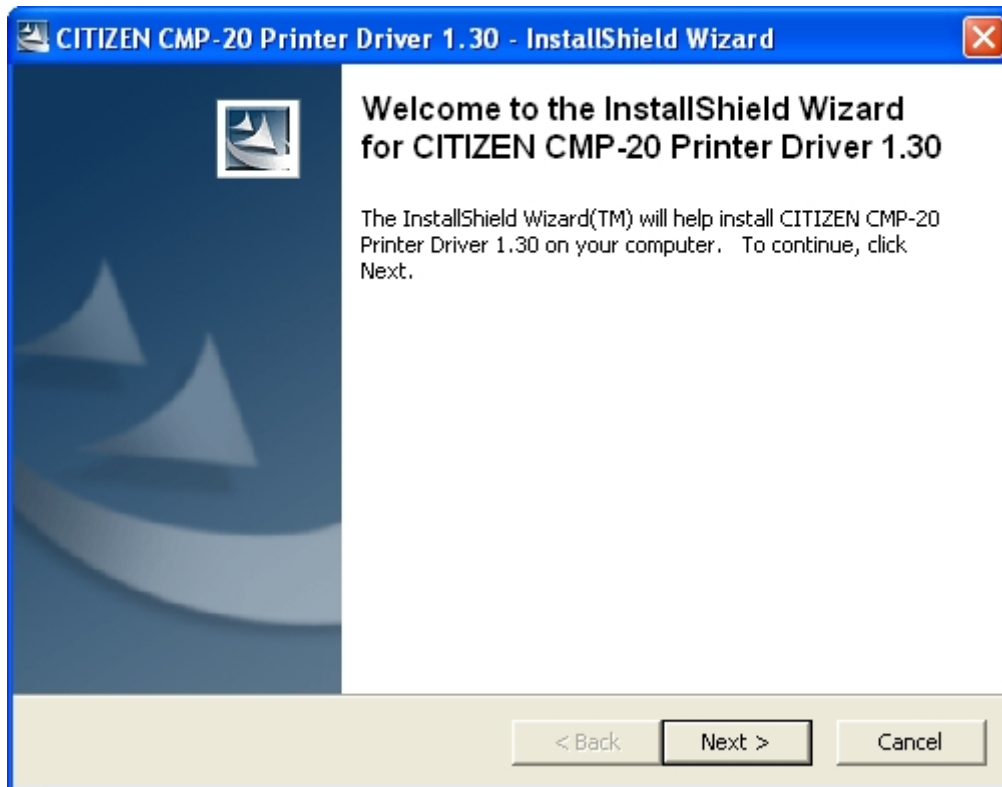 CITIZEN CMP-20 Printer Driver 1.30 - InstallShield Wizard
Welcome to the InstallShield Wizard
for CITIZEN CMP-20 Printer Driver 1.30
The InstallShield Wizard(TM) will help install CITIZEN CMP-20
Printer Driver 1.30 on your computer. To continue, click
Next.
< Back Next > Cancel